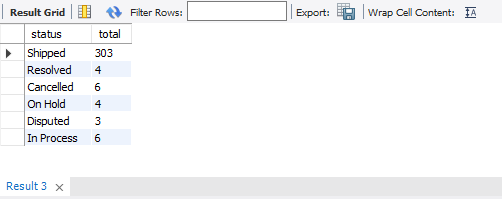 Result Grid Filter Rows: Export: Wrap Cell Content:
status total
Shipped 303
Resolved 4
Cancelled 6
On Hold 4
Disputed 3
In Process 6
Result 3